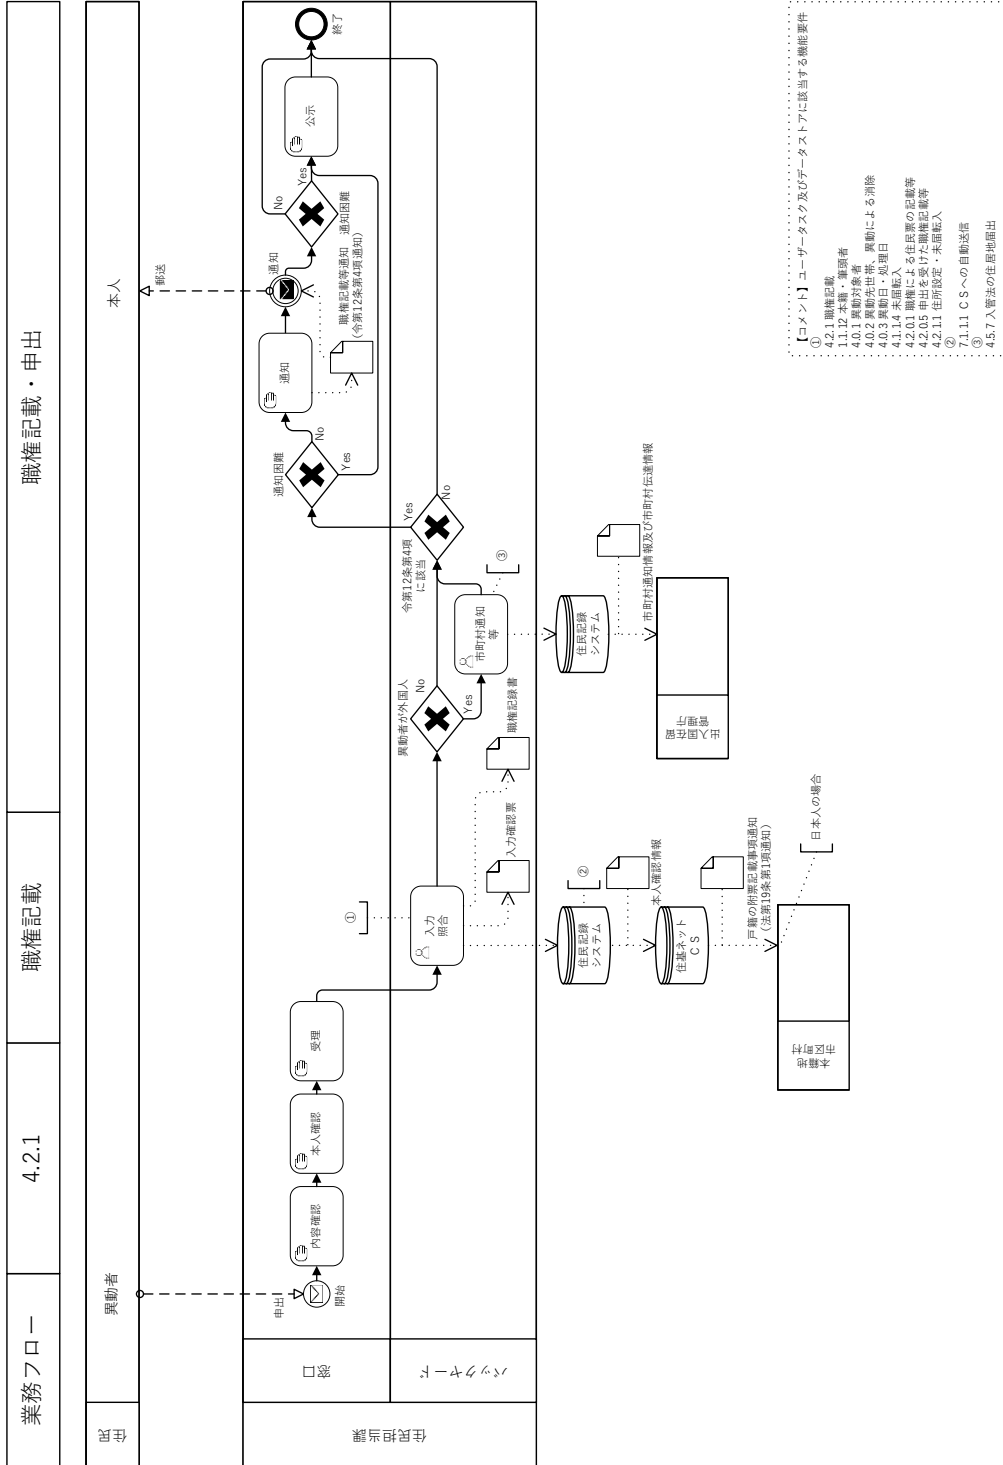 業務フロー
4.2.1
職権記載
職権記載・申出
住民
異動者
本人
郵送
住民担当課
窓口
バックヤード
申出
開始
内容確認
本人確認
受理
入力
照合
①
入力確認票
職権記録書
異動者が外国人
No
Yes
市町村通知
等
③
令第12条第4項
に該当
Yes
No
通知困難
No
Yes
通知
通知
職権記載等通知
(令第12条第4項通知)
通知困難
No
Yes
公示
終了
住民記録
システム
②
本人確認情報
住基ネット
ＣＳ
戸籍の附票記載事項通知
(法第19条第1項通知)
本籍地
市区町村
日本人の場合
住民記録
システム
市町村通知情報及び市町村伝達情報
出入国在留
管理庁
【コメント】ユーザータスク及びデータストアに該当する機能要件
①
4.2.1 職権記載
1.1.12 本籍・筆頭者
4.0.1 異動対象者
4.0.2 異動先世帯、異動による消除
4.0.3 異動日・処理日
4.1.1.4 未届転入
4.2.0.1 職権による住民票の記載等
4.2.0.5 申出を受けた職権記載等
4.2.1.1 住所設定・未届転入
②
7.1.1.1 ＣＳへの自動送信
③
4.5.7 入管法の住居地届出